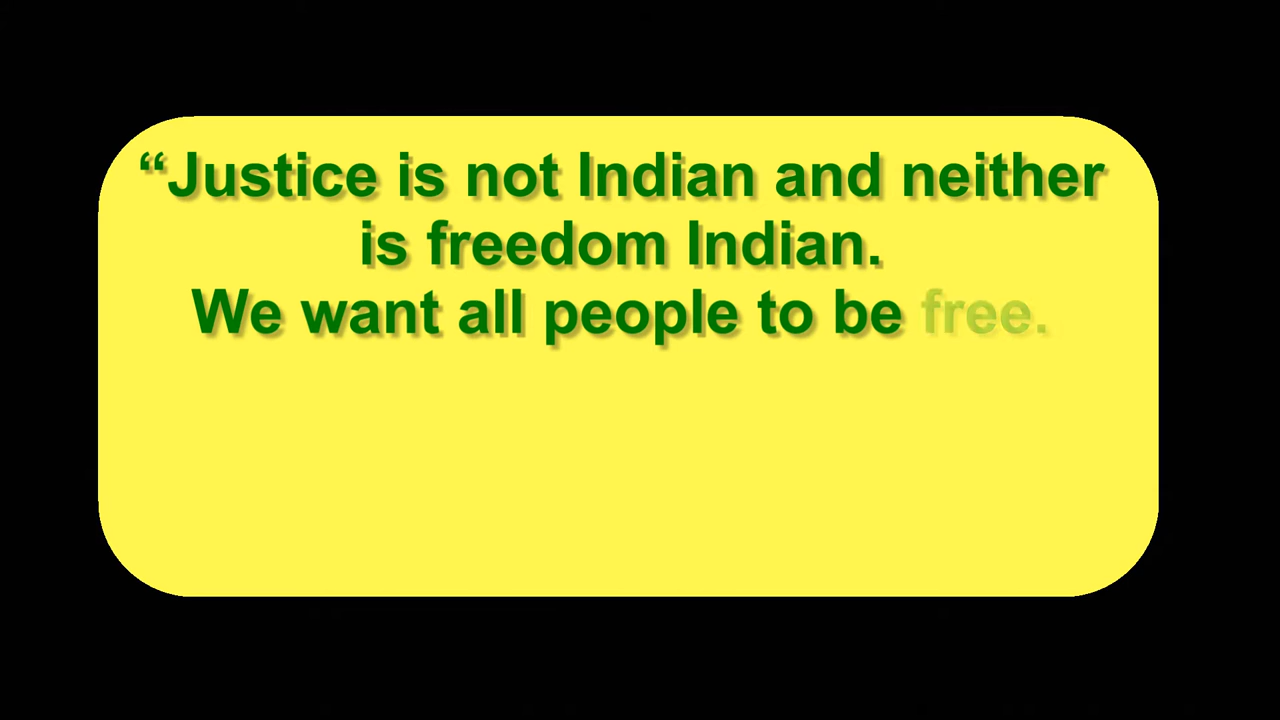 “Justice is not Indian and neither
is freedom Indian.
We want all people to be free.